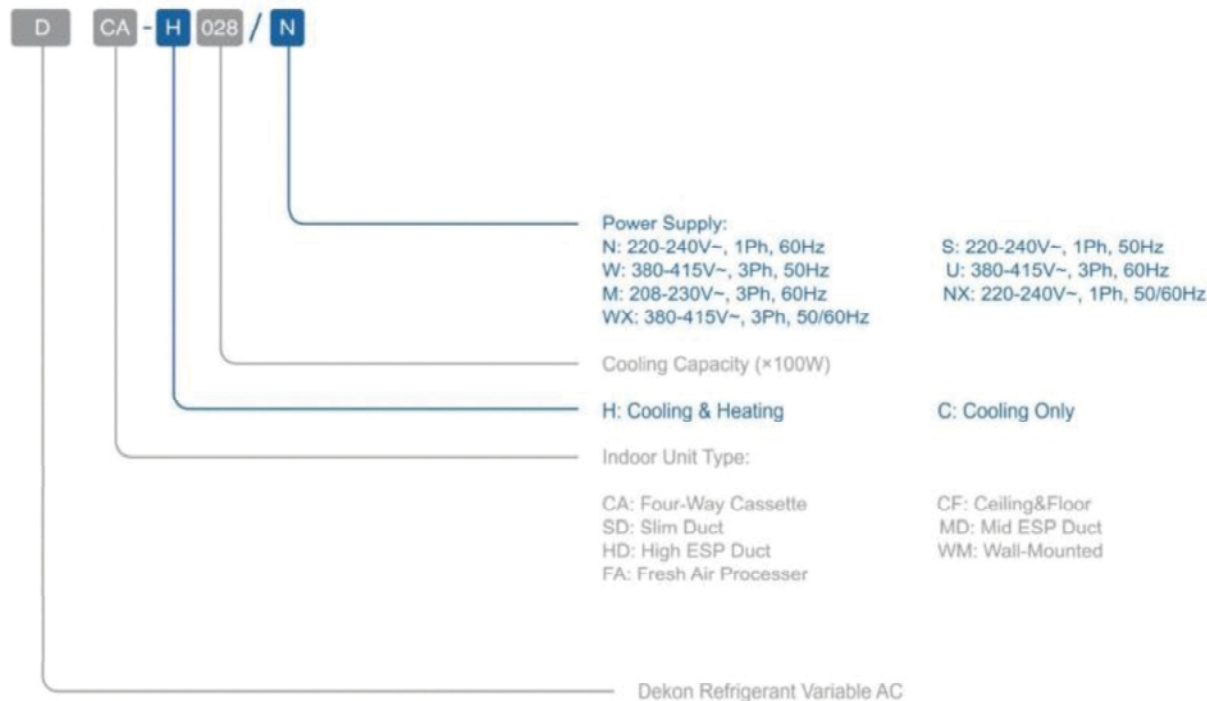 D CA - H 028 / N
Power Supply:
N: 220-240V~, 1Ph, 60Hz S: 220-240V~, 1Ph, 50Hz
W: 380-415V~, 3Ph, 50Hz U: 380-415V~, 3Ph, 60Hz
M: 208-230V~, 3Ph, 60Hz NX: 220-240V~, 1Ph, 50/60Hz
WX: 380-415V~, 3Ph, 50/60Hz
Cooling Capacity (×100W)
H: Cooling & Heating C: Cooling Only
Indoor Unit Type:
CA: Four-Way Cassette CF: Ceiling&Floor
SD: Slim Duct MD: Mid ESP Duct
HD: High ESP Duct WM: Wall-Mounted
FA: Fresh Air Processer
Dekon Refrigerant Variable AC